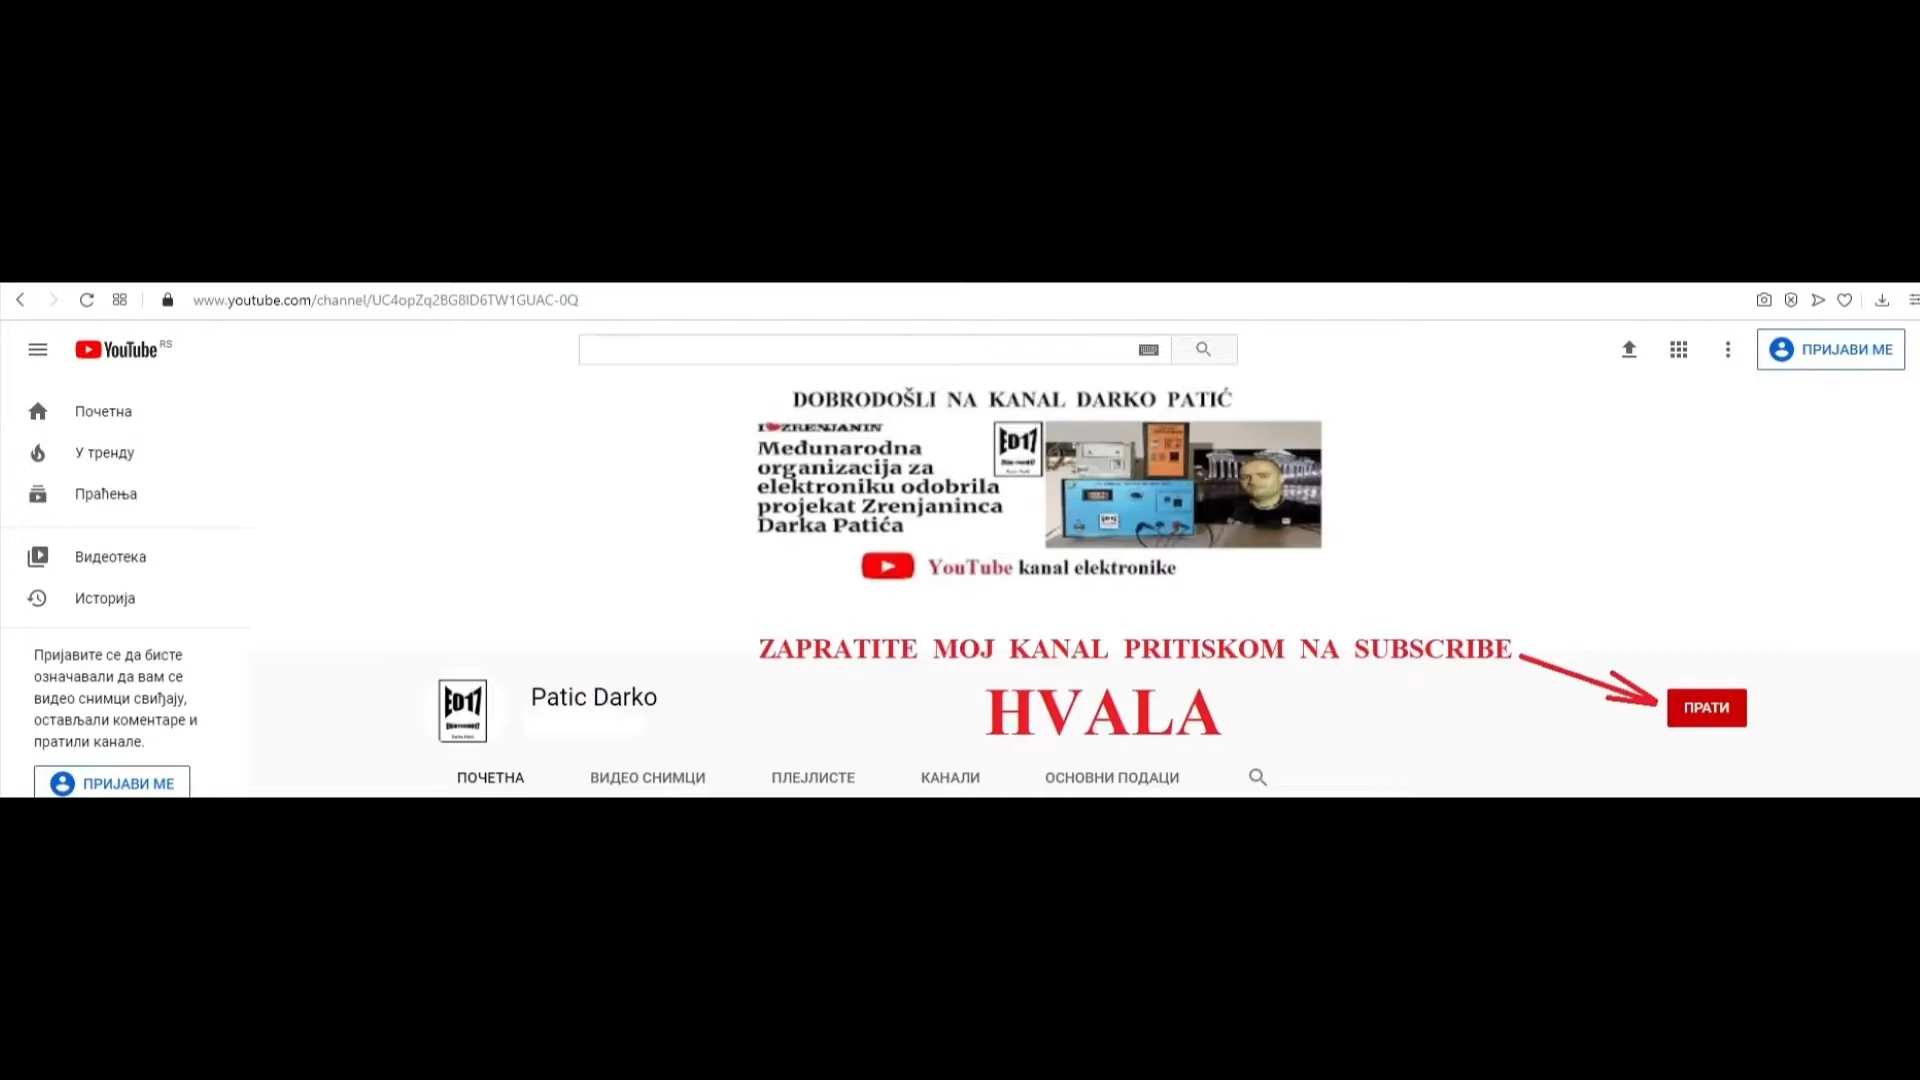 www.youtube.com/channel/UC4opZq2BG8ID6TW1GUAC-0Q
YouTube RS
ПРИЈАВИ МЕ
Почетна
У тренду
Праћења
Видеотека
Историја
Пријавите се да бисте
означавали да вам се
видео снимци свиђају,
остављали коментаре и
пратили канале.
ПРИЈАВИ МЕ
DOBRODOŠLI NA KANAL DARKO PATIĆ
I❤ZRENJANIN
Međunarodna
organizacija za
elektroniku odobrila
projekat Zrenjaninca
Darka Patića
ED17
YouTube kanal elektronike
ZAPRATITE MOJ KANAL PRITISKOM NA SUBSCRIBE
ED17
Patic Darko
HVALA
ПРАТИ
ПОЧЕТНА
ВИДЕО СНИМЦИ
ПЛЕЈЛИСТЕ
КАНАЛИ
ОСНОВНИ ПОДАЦИ